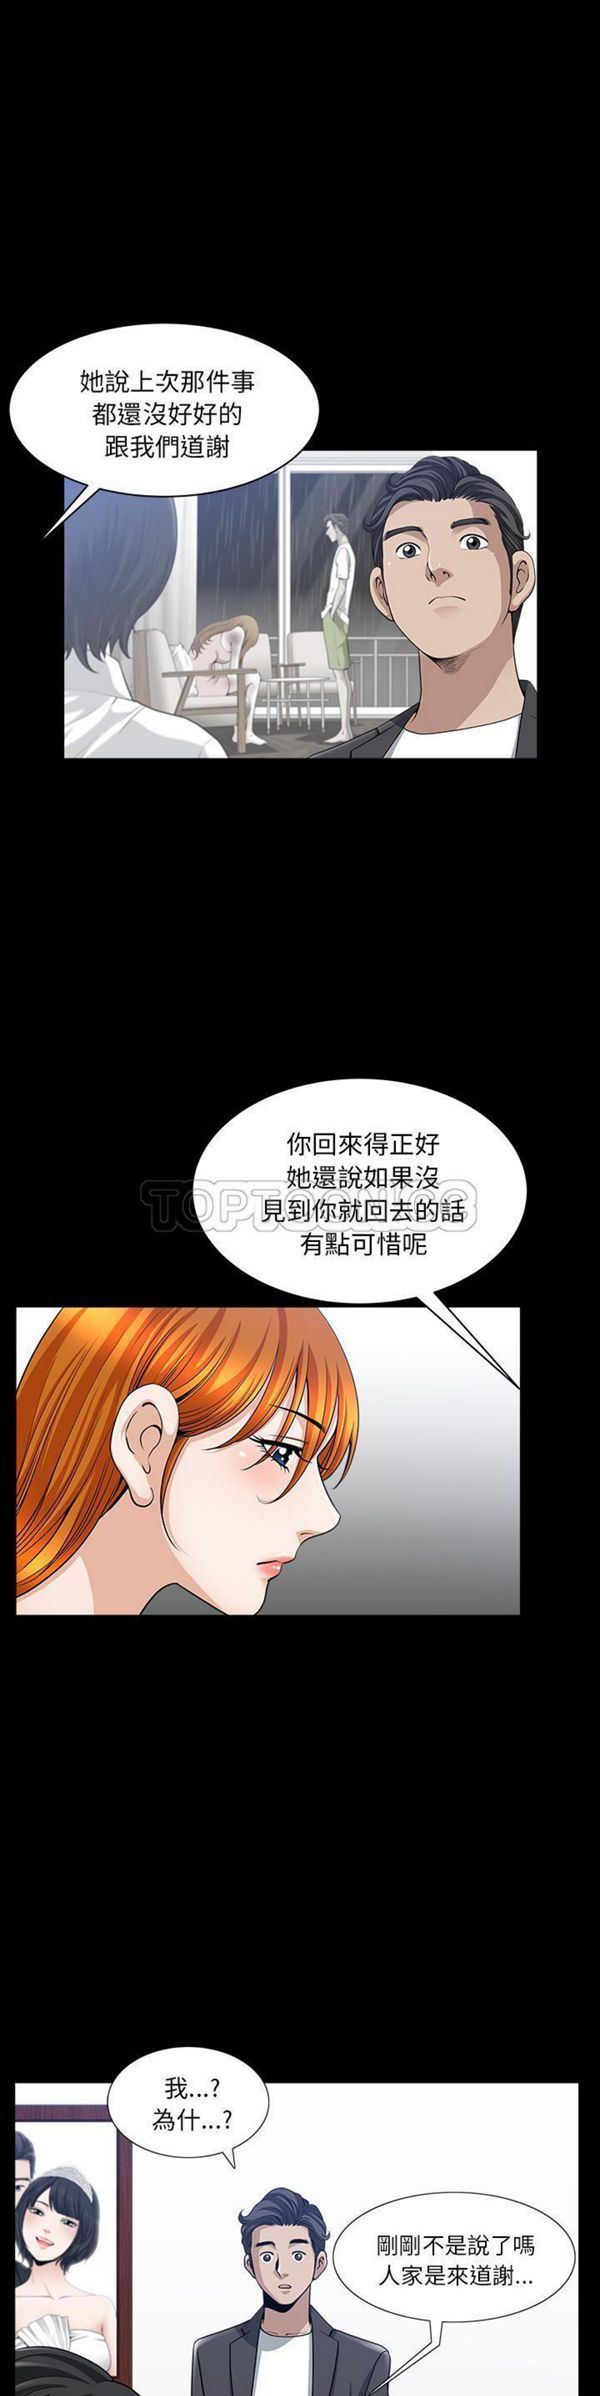 她說上次那件事
都還沒好好的
跟我們道謝
你回來得正好
她還說如果沒
見到你就回去的話
有點可惜呢
我...?
為什...?
剛剛不是說了嗎
人家是來道謝...